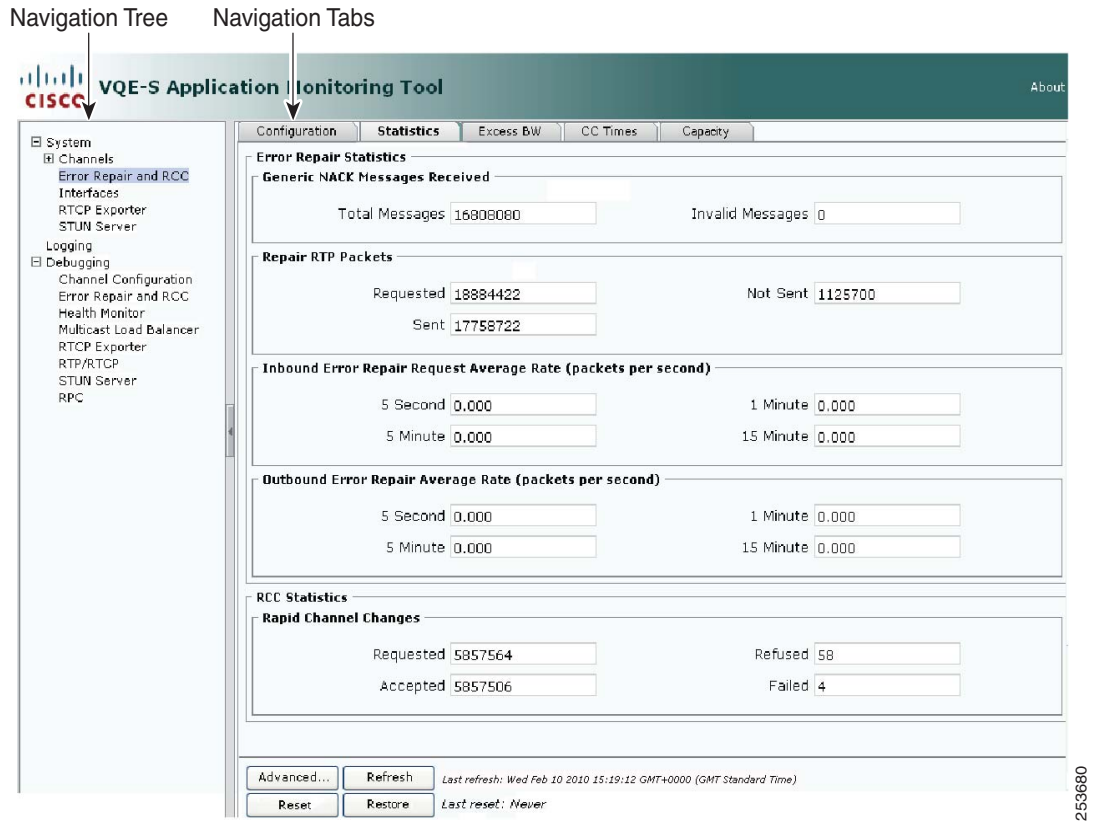 Navigation Tree
Navigation Tabs
CISCO
VQE-S Application Monitoring Tool
About
System
Channels
Error Repair and RCC
Interfaces
RTCP Exporter
STUN Server
Logging
Debugging
Channel Configuration
Error Repair and RCC
Health Monitor
Multicast Load Balancer
RTCP Exporter
RTP/RTCP
STUN Server
RPC
Configuration Statistics Excess BW CC Times Capacity
Error Repair Statistics
Generic NACK Messages Received
Total Messages 16808080 Invalid Messages 0
Repair RTP Packets
Requested 18884422 Not Sent 1125700
Sent 17758722
Inbound Error Repair Request Average Rate (packets per second)
5 Second 0.000 1 Minute 0.000
5 Minute 0.000 15 Minute 0.000
Outbound Error Repair Average Rate (packets per second)
5 Second 0.000 1 Minute 0.000
5 Minute 0.000 15 Minute 0.000
RCC Statistics
Rapid Channel Changes
Requested 5857564 Refused 58
Accepted 5857506 Failed 4
Advanced... Refresh Last refresh: Wed Feb 10 2010 15:19:12 GMT+0000 (GMT Standard Time)
Reset Restore Last reset: Never
253680